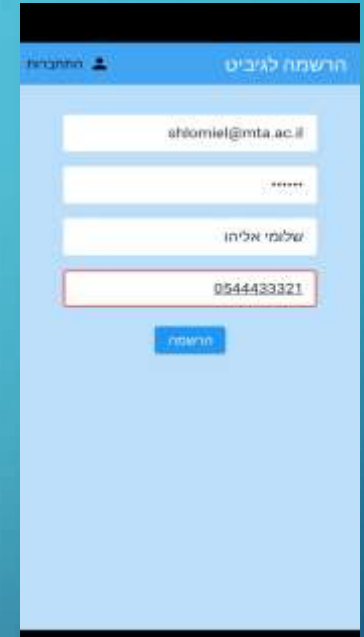 הרשמה לגיביט
התחברות
shlomiel@mta.ac.il
••••••
שלומי אליהו
0544433321
הרשמה